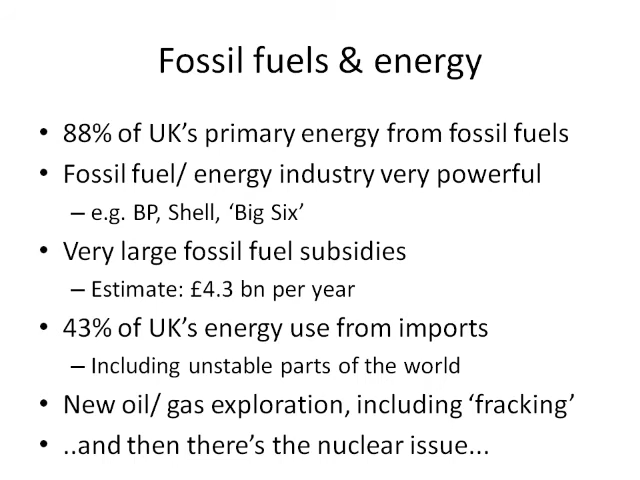 Fossil fuels & energy
• 88% of UK's primary energy from fossil fuels
• Fossil fuel/ energy industry very powerful
– e.g. BP, Shell, 'Big Six'
• Very large fossil fuel subsidies
– Estimate: £4.3 bn per year
• 43% of UK's energy use from imports
– Including unstable parts of the world
• New oil/ gas exploration, including 'fracking'
• ..and then there's the nuclear issue...